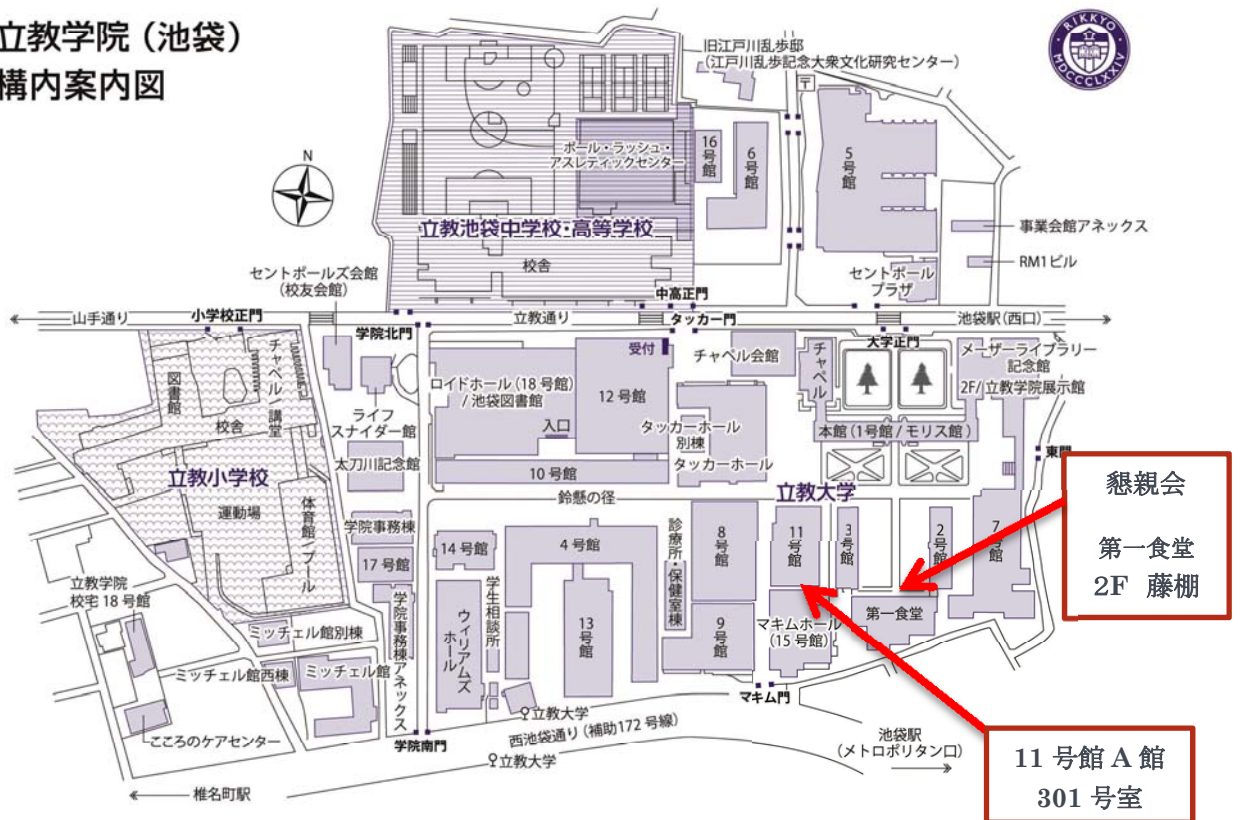 立教学院（池袋）
構内案内図
RIKKYO
MDCCCLXXIV
N
旧江戸川乱歩邸
（江戸川乱歩記念大衆文化研究センター）
〒
ポール・ラッシュ・
アスレティックセンター
16号館
6号館
5号館
立教池袋中学校・高等学校
校舎
事業会館アネックス
RM1ビル
セントポール
プラザ
セントポールズ会館
（校友会館）
中高正門
山手通り
小学校正門
学院北門
立教通り
タッカー門
大学正門
池袋駅（西口）
図書館
チャペル／講堂
校舎
立教小学校
運動場
体育館／プール
ライフ
スナイダー館
太刀川記念館
ロイドホール（18号館）
/ 池袋図書館
入口
受付
12号館
10号館
チャペル会館
チャペル
タッカーホール
別棟
タッカーホール
メーザーライブラリー
記念館
2F/立教学院展示館
本館（1号館 / モリス館）
東門
鈴懸の径
立教大学
学院事務棟
17号館
学院事務棟アネックス
14号館
4号館
学生相談所
ウィリアムズ
ホール
13号館
診療所・保健室棟
8号館
9号館
11号館
3号館
2号館
7号館
マキムホール
（15号館）
第一食堂
マキム門
立教学院
校宅18号館
ミッチェル館別棟
ミッチェル館西棟
ミッチェル館
こころのケアセンター
学院南門
立教大学
西池袋通り（補助172号線）
立教大学
椎名町駅
池袋駅
（メトロポリタン口）
懇親会
第一食堂
2F 藤棚
11号館A館
301号室